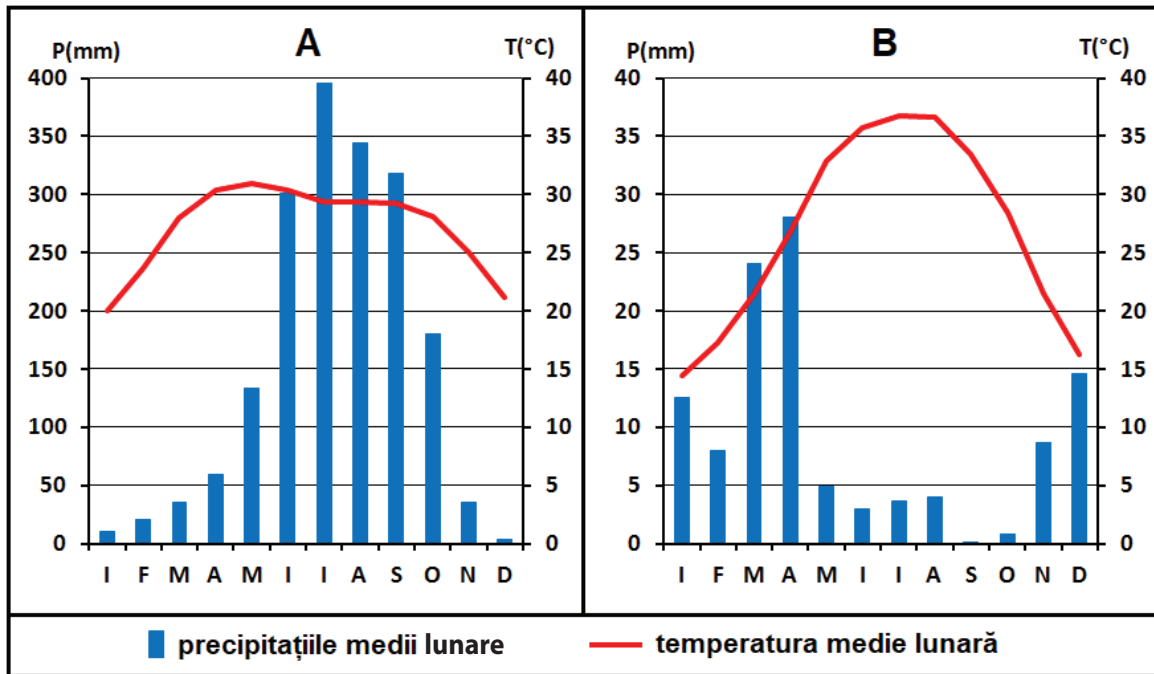 A
P(mm) T(°C)
400 40
350 35
300 30
250 25
200 20
150 15
100 10
50 5
0 0
I F M A M I I A S O N D
B
P(mm) T(°C)
40 40
35 35
30 30
25 25
20 20
15 15
10 10
5 5
0 0
I F M A M I I A S O N D
precipitațiile medii lunare temperatura medie lunară